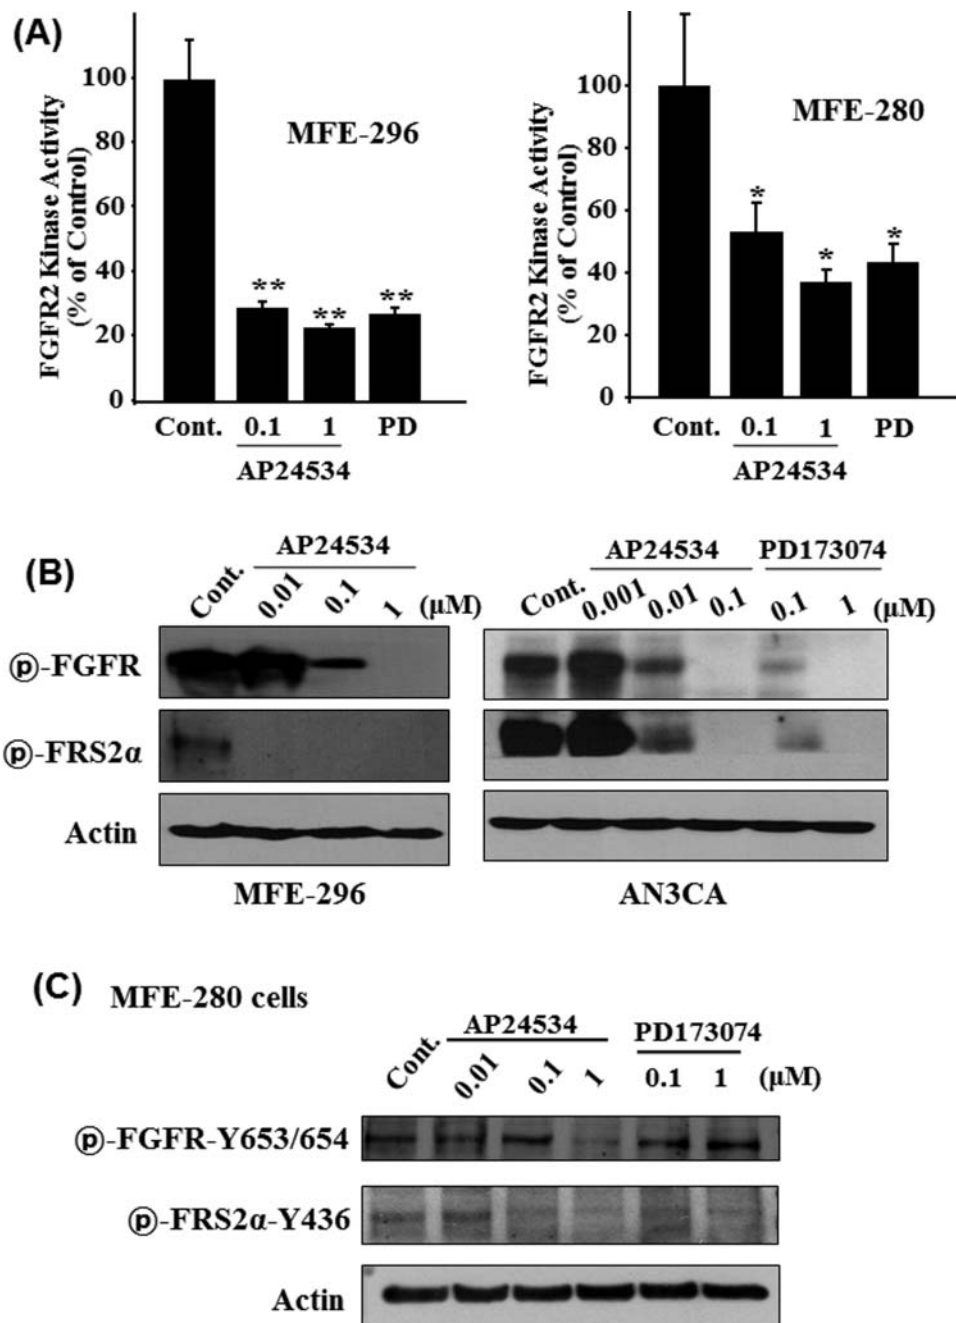 (A)
FGFR2 Kinase Activity
(% of Control)
100
80
60
40
20
0
MFE-296
**
**
**
Cont. 0.1 1 PD
AP24534
FGFR2 Kinase Activity
(% of Control)
100
80
60
40
20
0
MFE-280
*
*
*
Cont. 0.1 1 PD
AP24534
(B)
AP24534
Cont. 0.01 0.1 1 (μM)
AP24534 PD173074
Cont. 0.001 0.01 0.1 0.1 1 (μM)
ⓟ-FGFR
ⓟ-FRS2α
Actin
MFE-296 AN3CA
(C) MFE-280 cells
AP24534 PD173074
Cont. 0.01 0.1 1 0.1 1 (μM)
ⓟ-FGFR-Y653/654
ⓟ-FRS2α-Y436
Actin